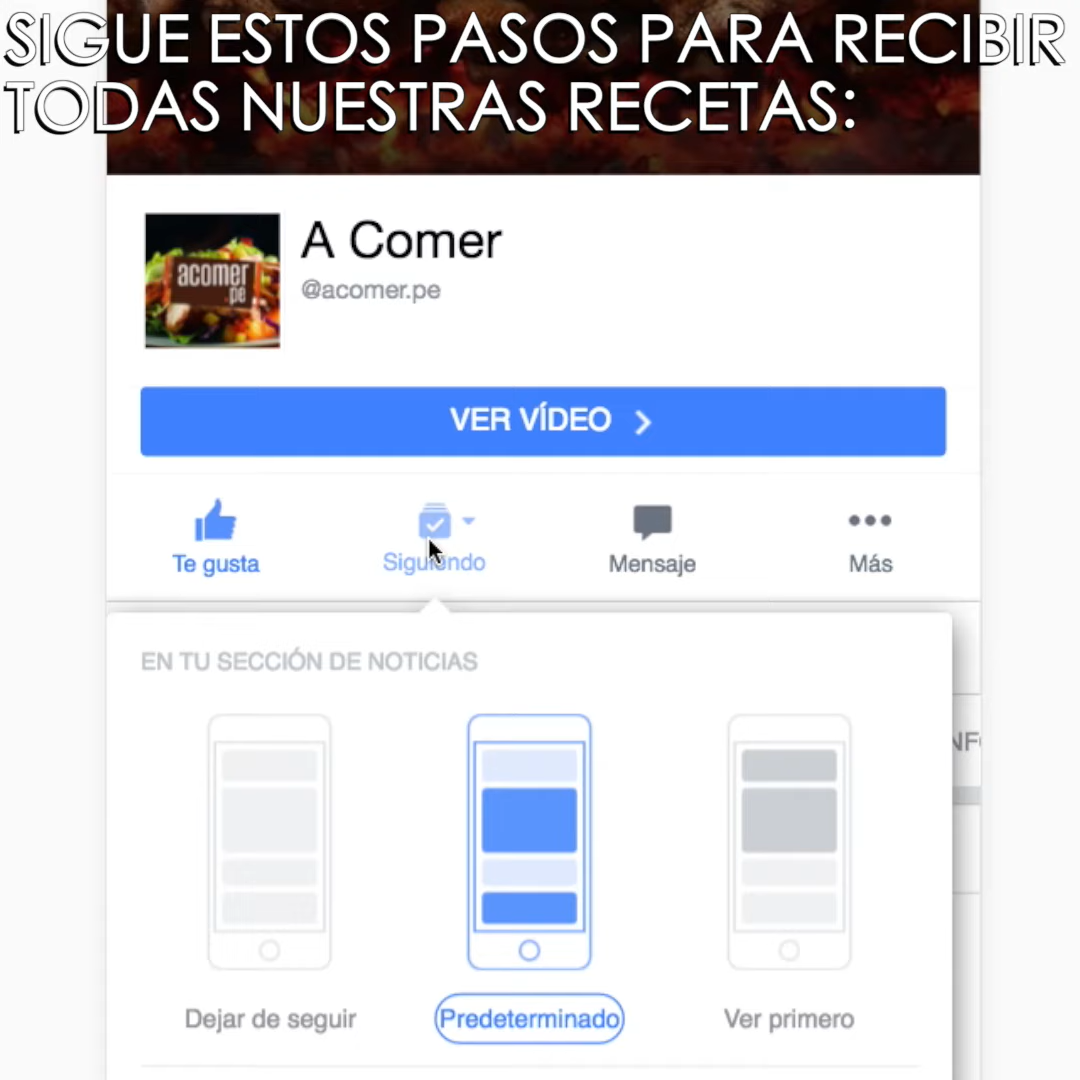 SIGUE ESTOS PASOS PARA RECIBIR
TODAS NUESTRAS RECETAS:
A Comer
acomer
.pe
@acomer.pe
VER VÍDEO
Te gusta
Siguiendo
Mensaje
Más
EN TU SECCIÓN DE NOTICIAS
Dejar de seguir
Predeterminado
Ver primero